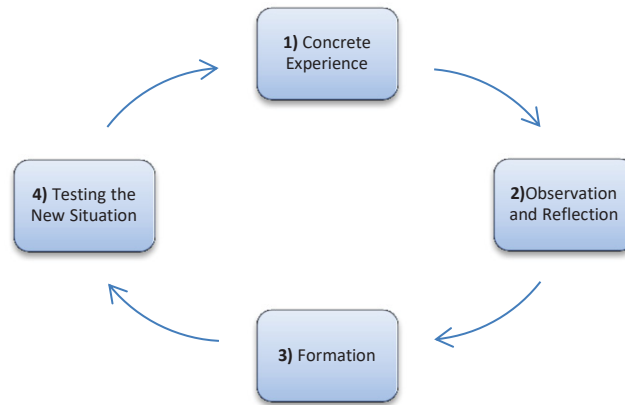 1) Concrete
Experience
2)Observation
and Reflection
3) Formation
4) Testing the
New Situation